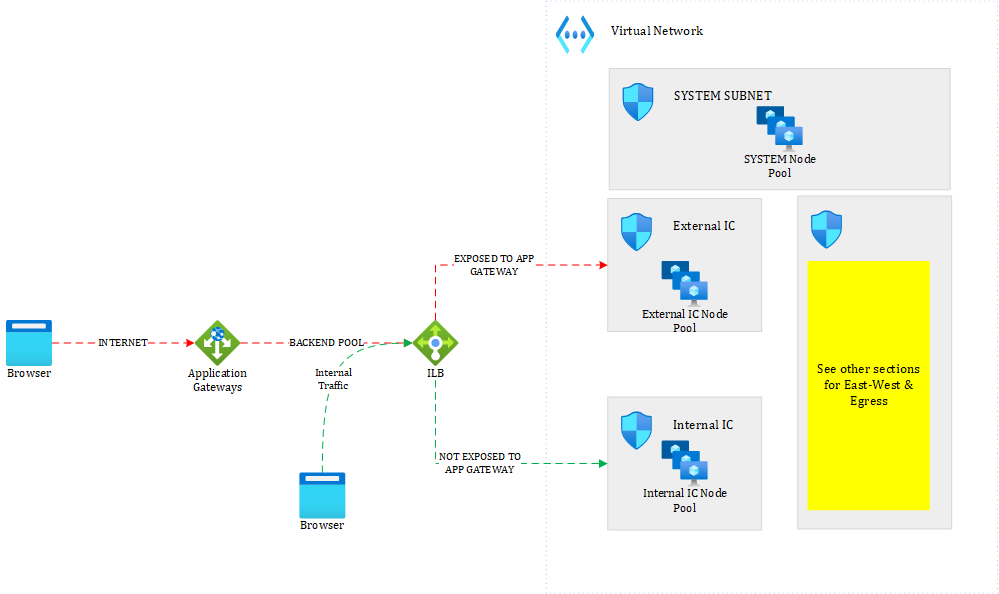 Virtual Network
SYSTEM SUBNET
SYSTEM Node
Pool
External IC
External IC Node
Pool
EXPOSED TO APP
GATEWAY
INTERNET
BACKEND POOL
Browser
Application
Gateways
Internal
Traffic
ILB
See other sections
for East-West &
Egress
Internal IC
Internal IC Node
Pool
NOT EXPOSED TO
APP GATEWAY
Browser